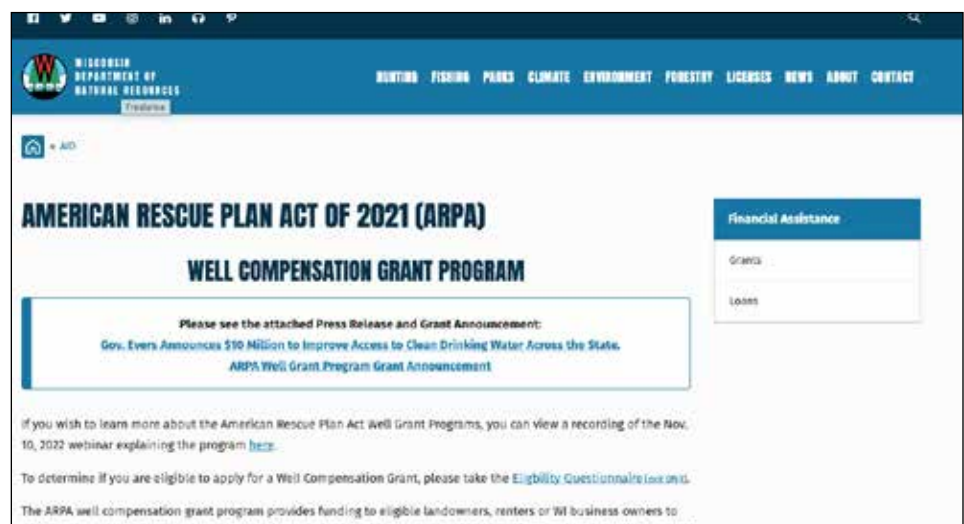 WISCONSIN
DEPARTMENT OF
NATURAL RESOURCES
HUNTING FISHING PARKS CLIMATE ENVIRONMENT FORESTRY LICENSES NEWS ABOUT CONTACT
» AID
AMERICAN RESCUE PLAN ACT OF 2021 (ARPA)
WELL COMPENSATION GRANT PROGRAM
Please see the attached Press Release and Grant Announcement:
Gov. Evers Announces $10 Million to Improve Access to Clean Drinking Water Across the State.
ARPA Well Grant Program Grant Announcement
If you wish to learn more about the American Rescue Plan Act Well Grant Programs, you can view a recording of the Nov.
10, 2022 webinar explaining the program here.
To determine if you are eligible to apply for a Well Compensation Grant, please take the Eligbility Questionnaire
The ARPA well compensation grant program provides funding to eligible landowners, renters or WI business owners to
Financial Assistance
Grants
Loans